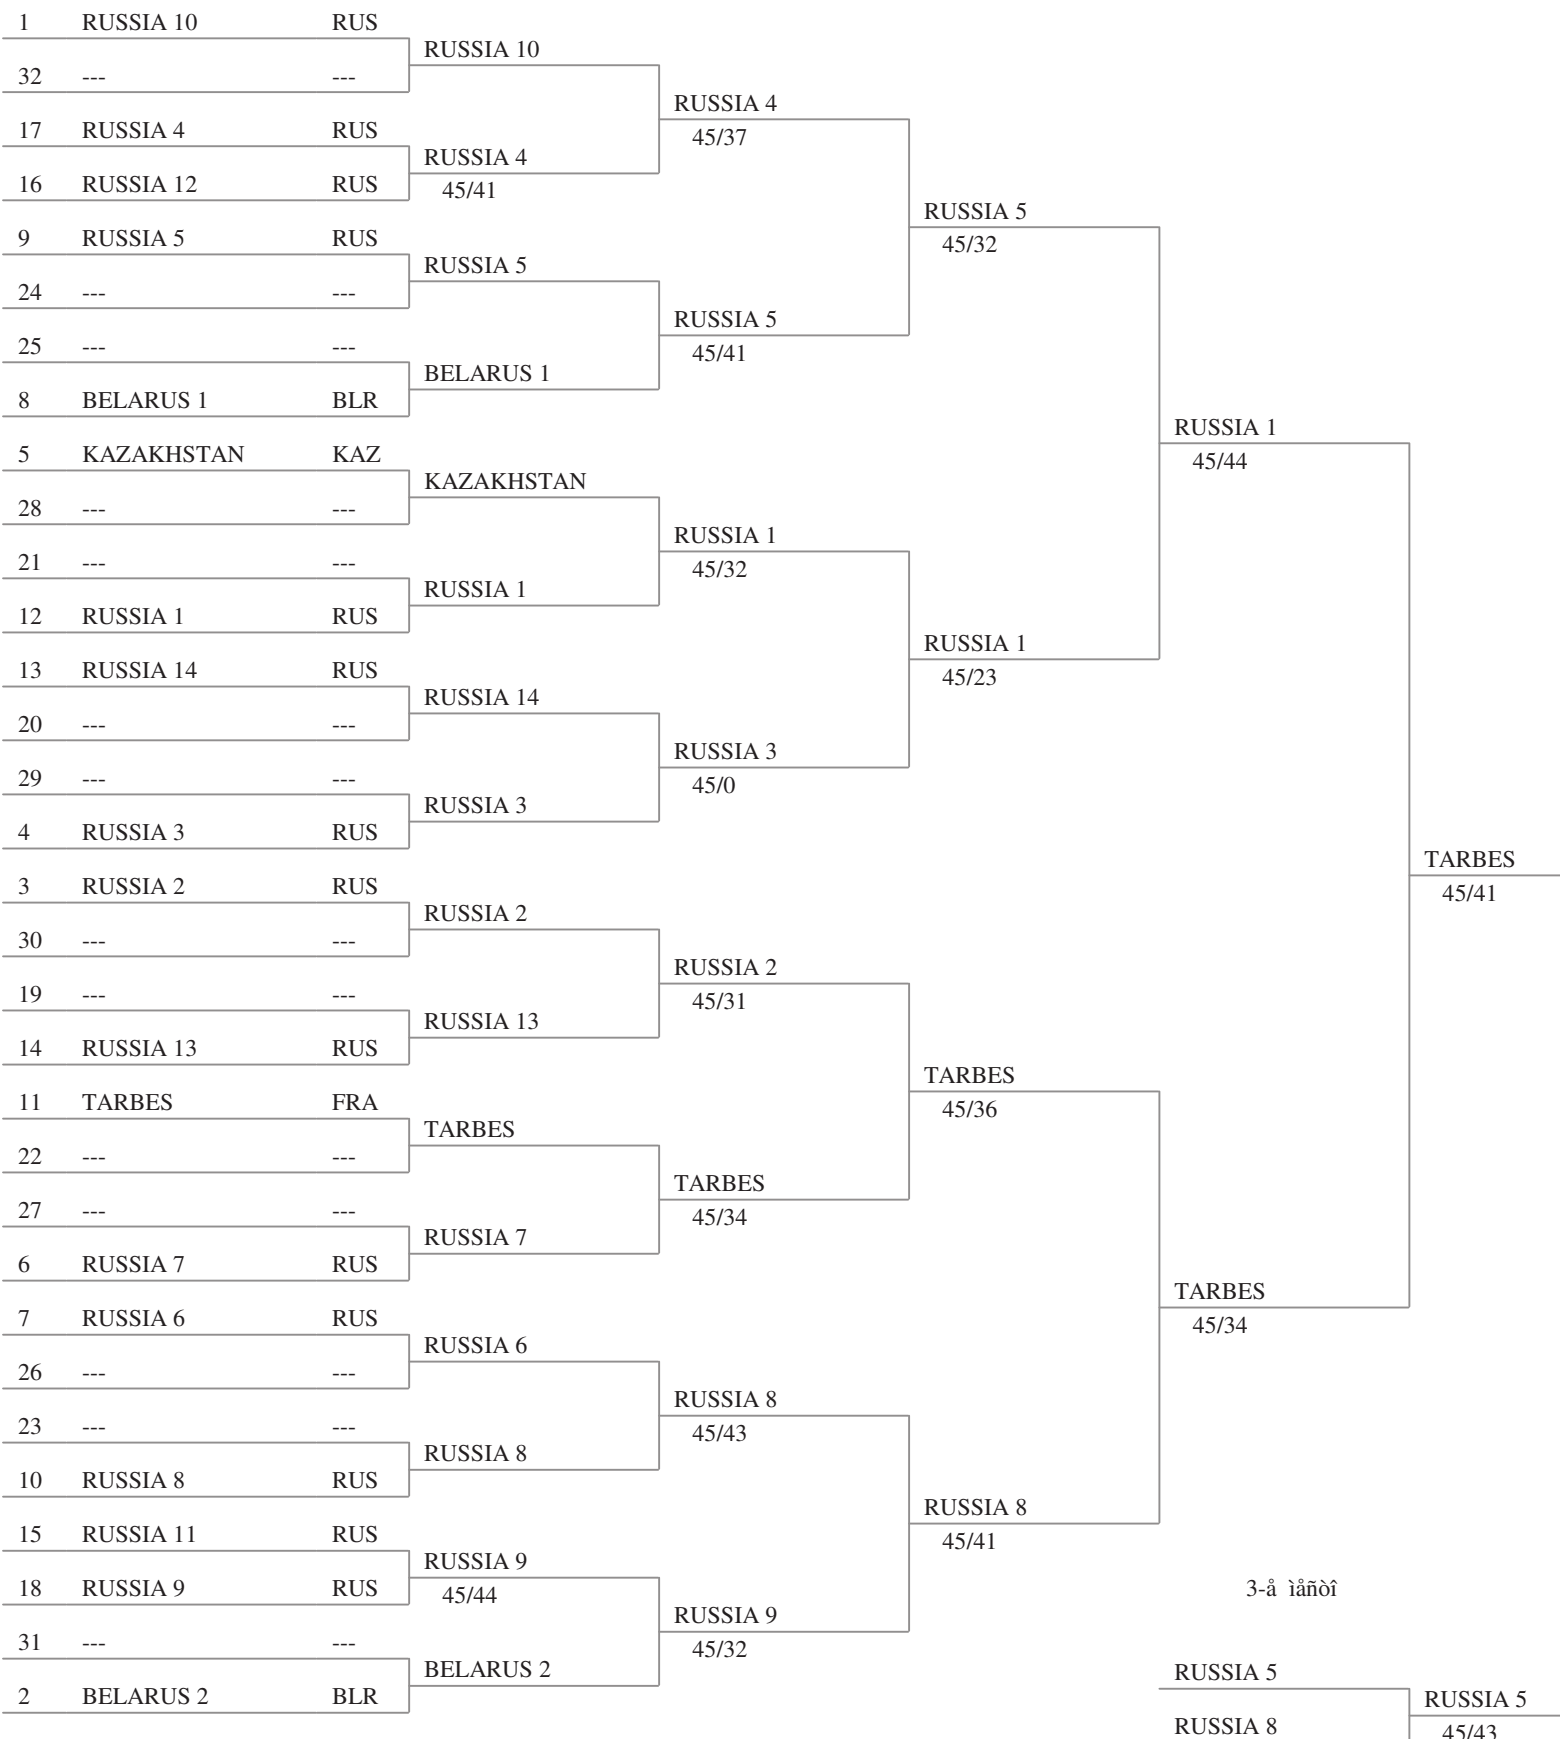 1 RUSSIA 10 RUS
32 --- ---
17 RUSSIA 4 RUS
16 RUSSIA 12 RUS
9 RUSSIA 5 RUS
24 --- ---
25 --- ---
8 BELARUS 1 BLR
5 KAZAKHSTAN KAZ
28 --- ---
21 --- ---
12 RUSSIA 1 RUS
13 RUSSIA 14 RUS
20 --- ---
29 --- ---
4 RUSSIA 3 RUS
3 RUSSIA 2 RUS
30 --- ---
19 --- ---
14 RUSSIA 13 RUS
11 TARBES FRA
22 --- ---
27 --- ---
6 RUSSIA 7 RUS
7 RUSSIA 6 RUS
26 --- ---
23 --- ---
10 RUSSIA 8 RUS
15 RUSSIA 11 RUS
18 RUSSIA 9 RUS
31 --- ---
2 BELARUS 2 BLR
RUSSIA 10
RUSSIA 4
45/41
RUSSIA 5
BELARUS 1
KAZAKHSTAN
RUSSIA 1
RUSSIA 14
RUSSIA 3
RUSSIA 2
RUSSIA 13
TARBES
RUSSIA 7
RUSSIA 6
RUSSIA 8
RUSSIA 9
45/44
BELARUS 2
RUSSIA 4
45/37
RUSSIA 5
45/41
RUSSIA 1
45/32
RUSSIA 3
45/0
RUSSIA 2
45/31
TARBES
45/34
RUSSIA 8
45/43
RUSSIA 9
45/32
RUSSIA 5
45/32
RUSSIA 1
45/23
TARBES
45/36
RUSSIA 8
45/41
RUSSIA 1
45/44
TARBES
45/34
TARBES
45/41
3-å ìåñòî
RUSSIA 5
RUSSIA 8
RUSSIA 5
45/43